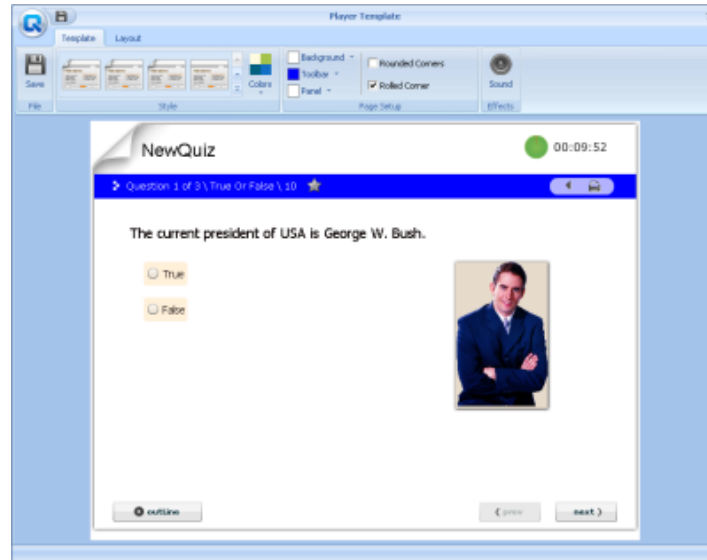 Player Template
Template Layout
Save
Colors
Background
Toolbar
Panel
Rounded Corners
Rolled Corner
Sound
File Style Page Setup Effects
NewQuiz 00:09:52
Question 1 of 3 \ True Or False \ 10
The current president of USA is George W. Bush.
True
False
outline prev next